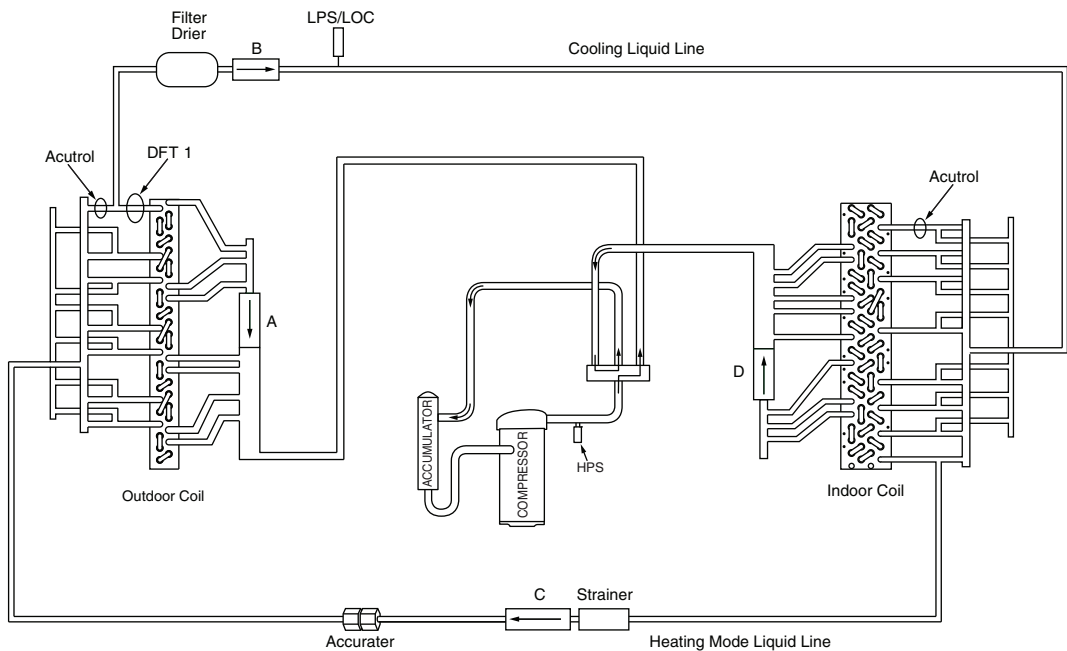 Filter
Drier
B
LPS/LOC
Cooling Liquid Line
Acutrol
DFT 1
Acutrol
A
D
ACCUMULATOR
COMPRESSOR
HPS
Outdoor Coil
Indoor Coil
C
Strainer
Accurater
Heating Mode Liquid Line